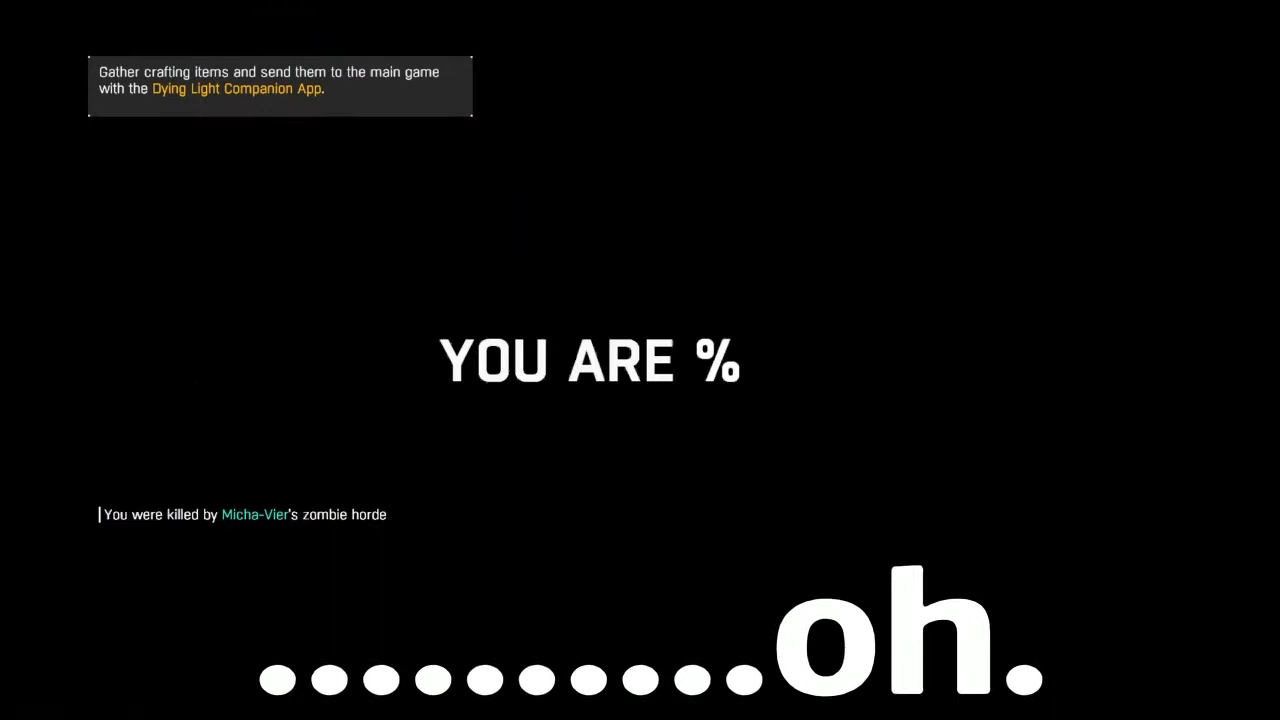 Gather crafting items and send them to the main game
with the Dying Light Companion App.
YOU ARE %
You were killed by Micha-Vier's zombie horde
..........oh.